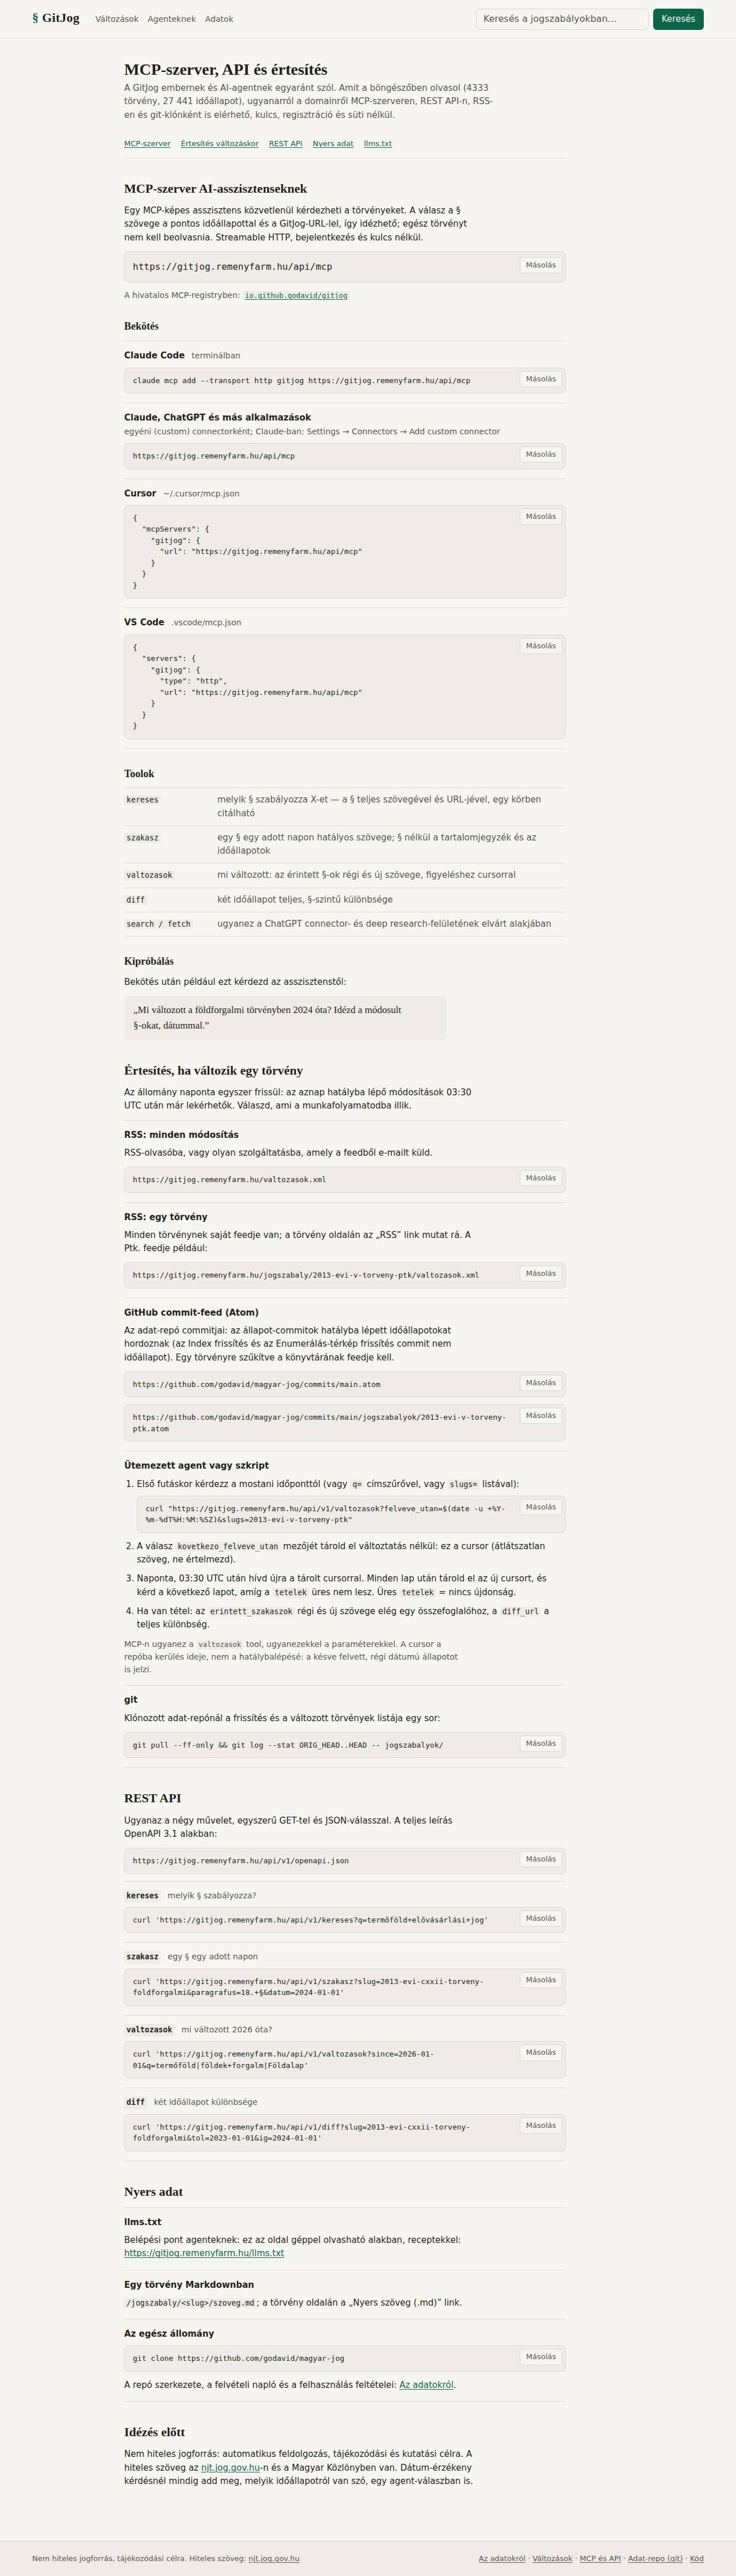 § GitJog
Változások Agenteknek Adatok
Keresés a jogszabályokban…
Keresés
MCP-szerver, API és értesítés
A GitJog embernek és AI-agentnek egyaránt szól. Amit a böngészőben olvasol (4333
törvény, 27 441 időállapot), ugyanarról a domainről MCP-szerveren, REST API-n, RSS-
en és git-klónként is elérhető, kulcs, regisztráció és süti nélkül.
MCP-szerver Értesítés változáskor REST API Nyers adat llms.txt
MCP-szerver AI-asszisztenseknek
Egy MCP-képes asszisztens közvetlenül kérdezheti a törvényeket. A válasz a §
szövege a pontos időállapottal és a GitJog-URL-lel, így idézhető; egész törvényt
nem kell beolvasnia. Streamable HTTP, bejelentkezés és kulcs nélkül.
https://gitjog.remenyfarm.hu/api/mcp
Másolás
A hivatalos MCP-registryben: io.github.godavid/gitjog
Bekötés
Claude Code terminálban
claude mcp add --transport http gitjog https://gitjog.remenyfarm.hu/api/mcp
Másolás
Claude, ChatGPT és más alkalmazások
egyéni (custom) connectorként; Claude-ban: Settings → Connectors → Add custom connector
https://gitjog.remenyfarm.hu/api/mcp
Másolás
Cursor ~/.cursor/mcp.json
Másolás
{
"mcpServers": {
"gitjog": {
"url": "https://gitjog.remenyfarm.hu/api/mcp"
}
}
}
VS Code .vscode/mcp.json
Másolás
{
"servers": {
"gitjog": {
"type": "http",
"url": "https://gitjog.remenyfarm.hu/api/mcp"
}
}
}
Toolok
kereses melyik § szabályozza X-et — a § teljes szövegével és URL-jével, egy körben
citálható
szakasz egy § egy adott napon hatályos szövege; § nélkül a tartalomjegyzék és az
időállapotok
valtozasok mi változott: az érintett §-ok régi és új szövege, figyeléshez cursorral
diff két időállapot teljes, §-szintű különbsége
search / fetch ugyanez a ChatGPT connector- és deep research-felületének elvárt alakjában
Kipróbálás
Bekötés után például ezt kérdezd az asszisztenstől:
„Mi változott a földforgalmi törvényben 2024 óta? Idézd a módosult
§-okat, dátummal.”
Értesítés, ha változik egy törvény
Az állomány naponta egyszer frissül: az aznap hatályba lépő módosítások 03:30
UTC után már lekérhetők. Válaszd, ami a munkafolyamatodba illik.
RSS: minden módosítás
RSS-olvasóba, vagy olyan szolgáltatásba, amely a feedből e-mailt küld.
https://gitjog.remenyfarm.hu/valtozasok.xml
Másolás
RSS: egy törvény
Minden törvénynek saját feedje van; a törvény oldalán az „RSS” link mutat rá. A
Ptk. feedje például:
https://gitjog.remenyfarm.hu/jogszabaly/2013-evi-v-torveny-ptk/valtozasok.xml
Másolás
GitHub commit-feed (Atom)
Az adat-repó commitjai: az állapot-commitok hatályba lépett időállapotokat
hordoznak (az Index frissítés és az Enumerálás-térkép frissítés commit nem
időállapot). Egy törvényre szűkítve a könyvtárának feedje kell.
https://github.com/godavid/magyar-jog/commits/main.atom
Másolás
https://github.com/godavid/magyar-jog/commits/main/jogszabalyok/2013-evi-v-torveny-
ptk.atom
Másolás
Ütemezett agent vagy szkript
1. Első futáskor kérdezz a mostani időponttól (vagy q= címszűrővel, vagy slugs= listával):
curl "https://gitjog.remenyfarm.hu/api/v1/valtozasok?felveve_utan=$(date -u +%Y-
%m-%dT%H:%M:%SZ)&slugs=2013-evi-v-torveny-ptk"
Másolás
2. A válasz kovetkezo_felveve_utan mezőjét tárold el változtatás nélkül: ez a cursor (átlátszatlan
szöveg, ne értelmezd).
3. Naponta, 03:30 UTC után hívd újra a tárolt cursorral. Minden lap után tárold el az új cursort, és
kérd a következő lapot, amíg a tetelek üres nem lesz. Üres tetelek = nincs újdonság.
4. Ha van tétel: az erintett_szakaszok régi és új szövege elég egy összefoglalóhoz, a diff_url a
teljes különbség.
MCP-n ugyanez a valtozasok tool, ugyanezekkel a paraméterekkel. A cursor a
repóba kerülés ideje, nem a hatálybalépésé: a késve felvett, régi dátumú állapotot
is jelzi.
git
Klónozott adat-repónál a frissítés és a változott törvények listája egy sor:
git pull --ff-only && git log --stat ORIG_HEAD..HEAD -- jogszabalyok/
Másolás
REST API
Ugyanaz a négy művelet, egyszerű GET-tel és JSON-válasszal. A teljes leírás
OpenAPI 3.1 alakban:
https://gitjog.remenyfarm.hu/api/v1/openapi.json
Másolás
kereses melyik § szabályozza?
curl 'https://gitjog.remenyfarm.hu/api/v1/kereses?q=termőföld+elővásárlási+jog'
Másolás
szakasz egy § egy adott napon
curl 'https://gitjog.remenyfarm.hu/api/v1/szakasz?slug=2013-evi-cxxii-torveny-
foldforgalmi&paragrafus=18.+§&datum=2024-01-01'
Másolás
valtozasok mi változott 2026 óta?
curl 'https://gitjog.remenyfarm.hu/api/v1/valtozasok?since=2026-01-
01&q=termőföld|földek+forgalm|Földalap'
Másolás
diff két időállapot különbsége
curl 'https://gitjog.remenyfarm.hu/api/v1/diff?slug=2013-evi-cxxii-torveny-
foldforgalmi&tol=2023-01-01&ig=2024-01-01'
Másolás
Nyers adat
llms.txt
Belépési pont agenteknek: ez az oldal géppel olvasható alakban, receptekkel:
https://gitjog.remenyfarm.hu/llms.txt
Egy törvény Markdownban
/jogszabaly/<slug>/szoveg.md ; a törvény oldalán a „Nyers szöveg (.md)” link.
Az egész állomány
git clone https://github.com/godavid/magyar-jog
Másolás
A repó szerkezete, a felvételi napló és a felhasználás feltételei: Az adatokról.
Idézés előtt
Nem hiteles jogforrás: automatikus feldolgozás, tájékozódási és kutatási célra. A
hiteles szöveg az njt.jog.gov.hu-n és a Magyar Közlönyben van. Dátum-érzékeny
kérdésnél mindig add meg, melyik időállapotról van szó, egy agent-válaszban is.
Nem hiteles jogforrás, tájékozódási célra. Hiteles szöveg: njt.jog.gov.hu
Az adatokról · Változások · MCP és API · Adat-repo (git) · Kód